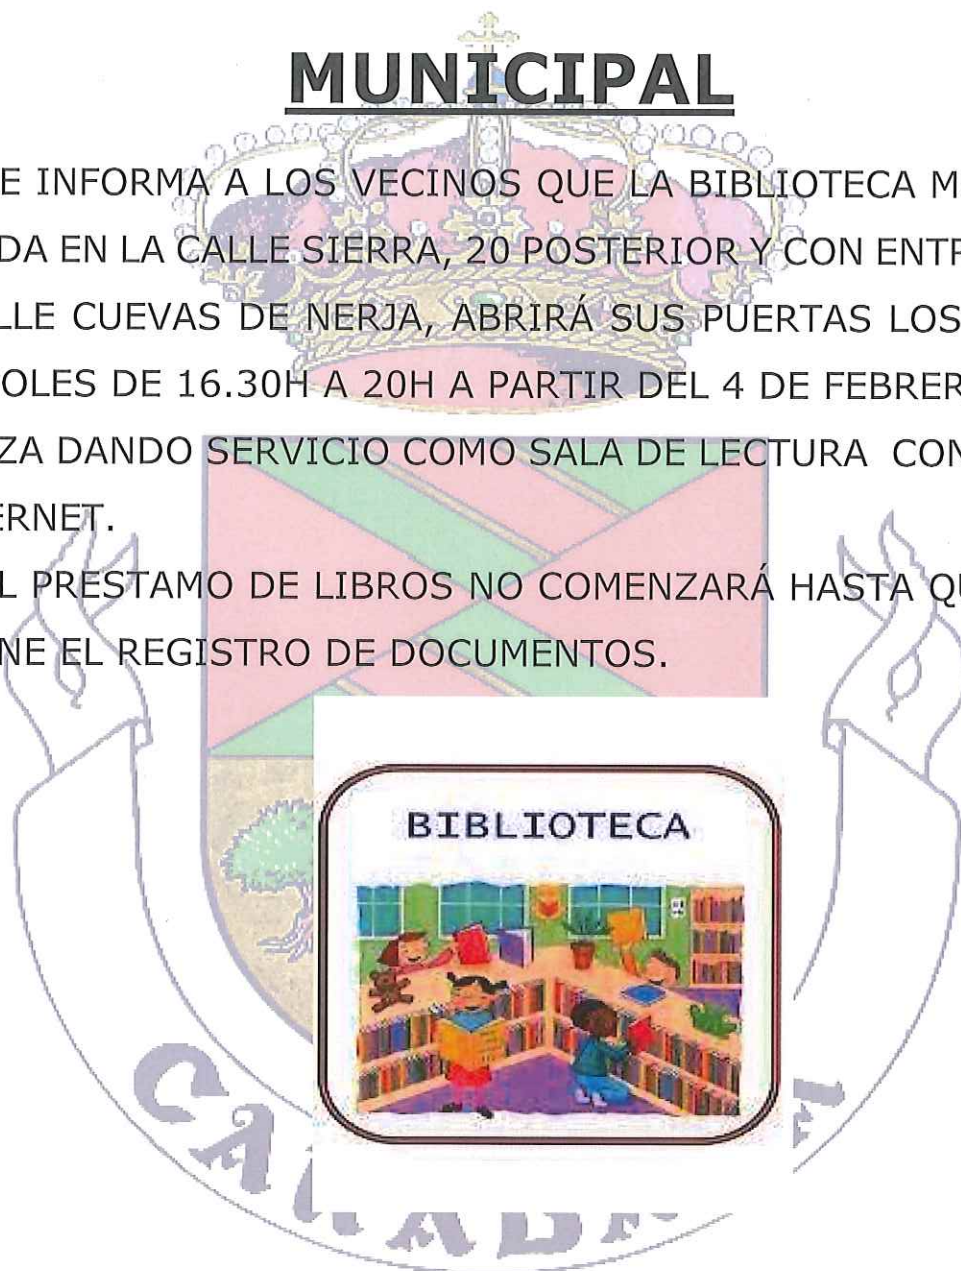 MUNICIPAL
E INFORMA A LOS VECINOS QUE LA BIBLIOTECA M
DA EN LA CALLE SIERRA, 20 POSTERIOR Y CON ENTR
LLE CUEVAS DE NERJA, ABRIRÁ SUS PUERTAS LOS
OLES DE 16.30H A 20H A PARTIR DEL 4 DE FEBRER
ZA DANDO SERVICIO COMO SALA DE LECTURA CON
ERNET.
L PRESTAMO DE LIBROS NO COMENZARÁ HASTA QU
NE EL REGISTRO DE DOCUMENTOS.
BIBLIOTECA